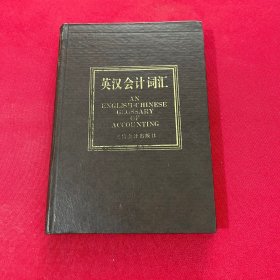 英汉会计词汇
AN
ENGLISH-CHINESE
GLOSSARY
OF
ACCOUNTING